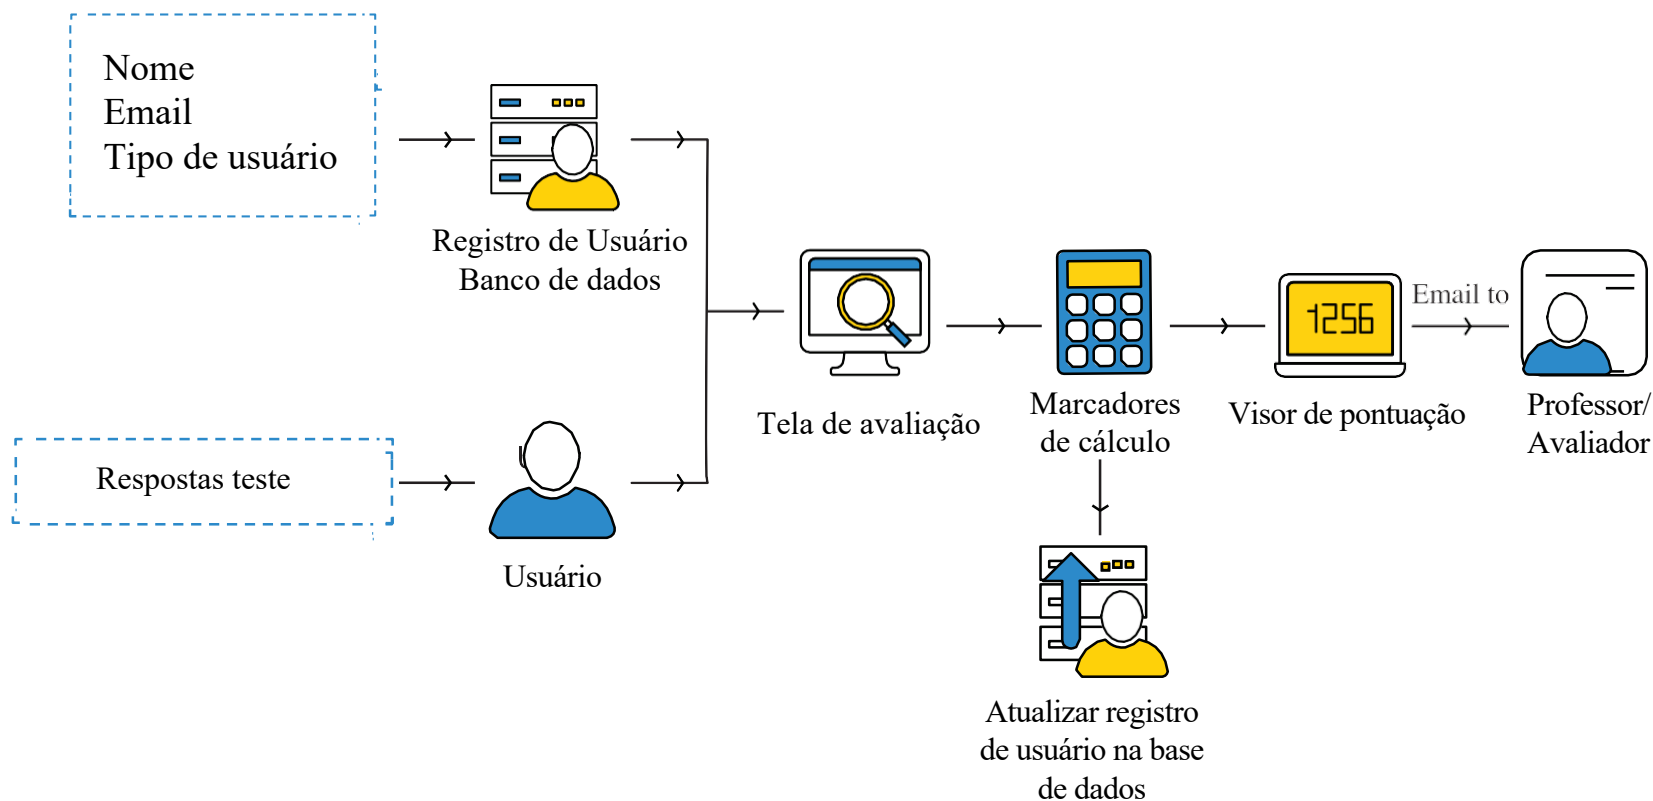 Nome
Email
Tipo de usuário
Registro de Usuário
Banco de dados
Respostas teste
Usuário
Tela de avaliação
Marcadores
de cálculo
1256
Visor de pontuação
Email to
Professor/
Avaliador
Atualizar registro
de usuário na base
de dados